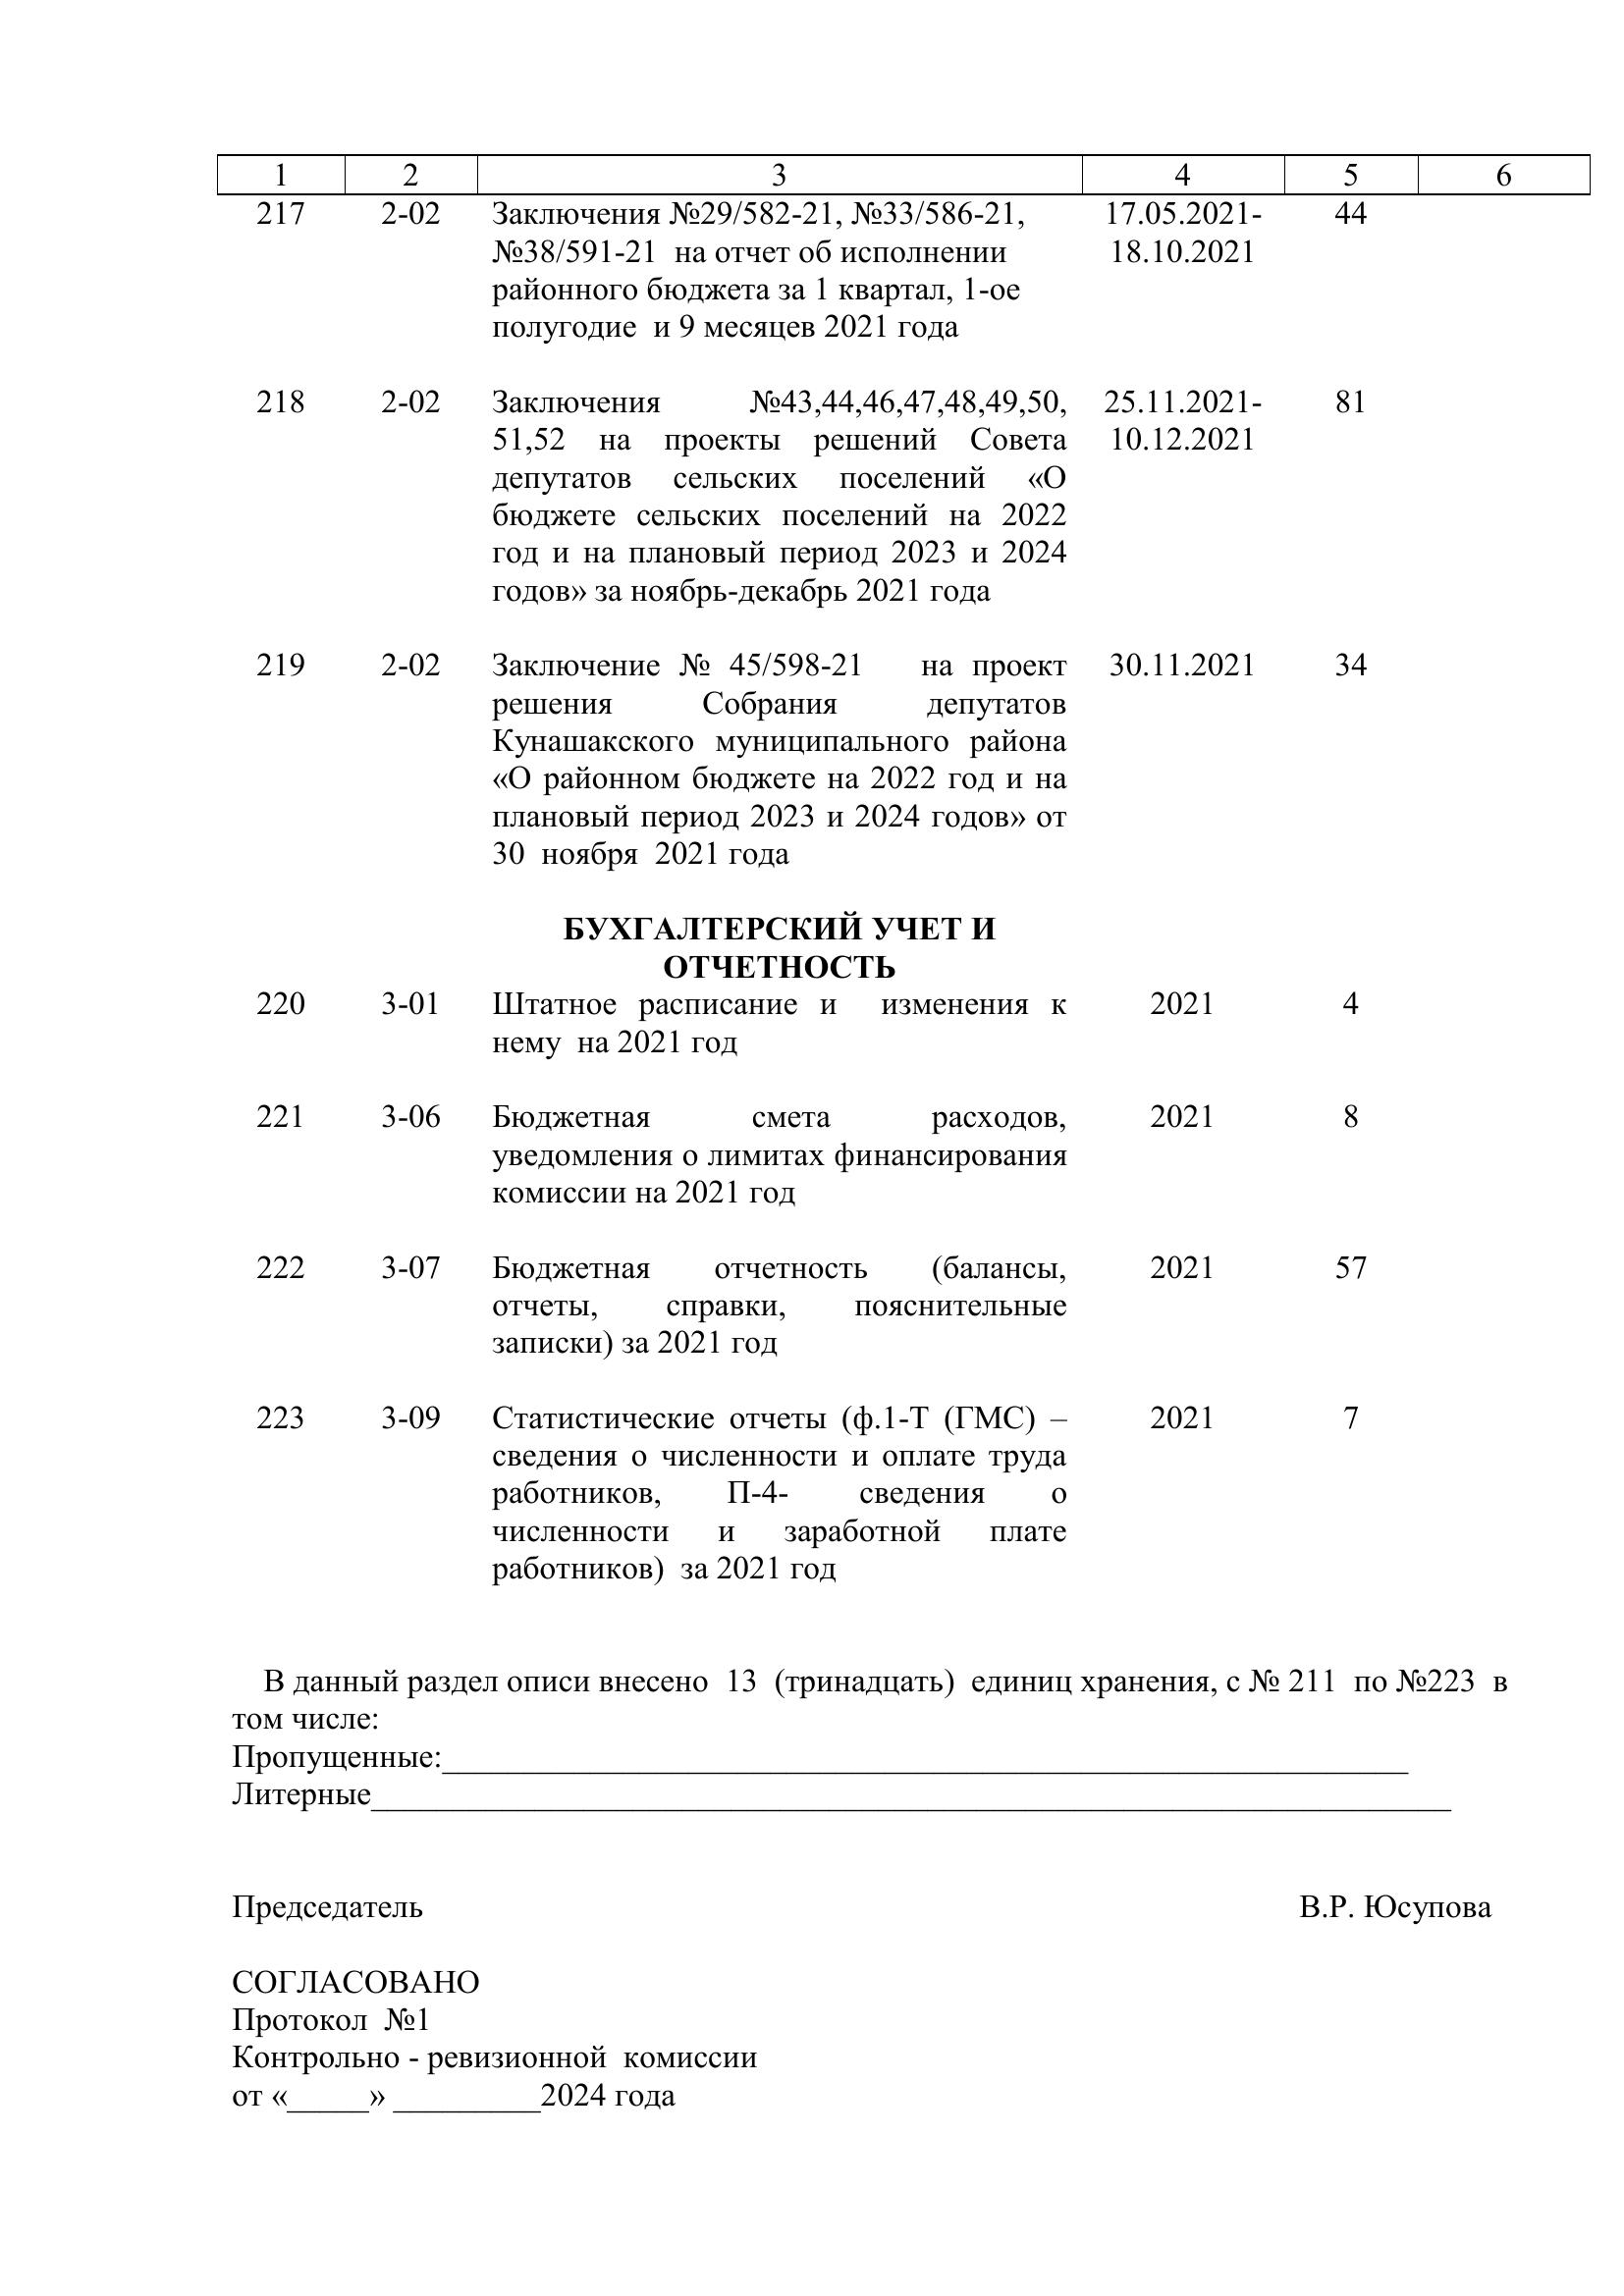 1 2 3 4 5 6
217 2-02 Заключения №29/582-21, №33/586-21, 17.05.2021- 44
№38/591-21 на отчет об исполнении 18.10.2021
районного бюджета за 1 квартал, 1-ое
полугодие и 9 месяцев 2021 года
218 2-02 Заключения №43,44,46,47,48,49,50, 25.11.2021- 81
51,52 на проекты решений Совета 10.12.2021
депутатов сельских поселений «О
бюджете сельских поселений на 2022
год и на плановый период 2023 и 2024
годов» за ноябрь-декабрь 2021 года
219 2-02 Заключение № 45/598-21 на проект 30.11.2021 34
решения Собрания депутатов
Кунашакского муниципального района
«О районном бюджете на 2022 год и на
плановый период 2023 и 2024 годов» от
30 ноября 2021 года
БУХГАЛТЕРСКИЙ УЧЕТ И
ОТЧЕТНОСТЬ
220 3-01 Штатное расписание и изменения к 2021 4
нему на 2021 год
221 3-06 Бюджетная смета расходов, 2021 8
уведомления о лимитах финансирования
комиссии на 2021 год
222 3-07 Бюджетная отчетность (балансы, 2021 57
отчеты, справки, пояснительные
записки) за 2021 год
223 3-09 Статистические отчеты (ф.1-Т (ГМС) – 2021 7
сведения о численности и оплате труда
работников, П-4- сведения о
численности и заработной плате
работников) за 2021 год
В данный раздел описи внесено 13 (тринадцать) единиц хранения, с № 211 по №223 в
том числе:
Пропущенные:___________________________________________________________
Литерные__________________________________________________________________
Председатель В.Р. Юсупова
СОГЛАСОВАНО
Протокол №1
Контрольно - ревизионной комиссии
от «_____» _________2024 года